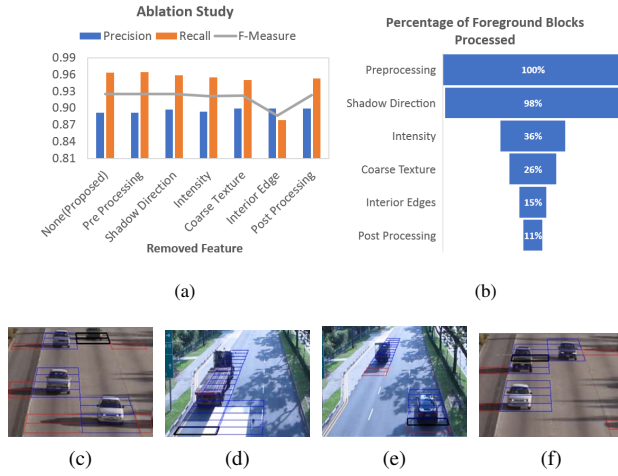 Ablation Study
Precision Recall F-Measure
0.99
0.96
0.93
0.90
0.87
0.84
0.81
None(Proposed)
Pre Processing
Shadow Direction
Intensity
Coarse Texture
Interior Edge
Post Processing
Removed Feature
(a)
Percentage of Foreground Blocks
Processed
Preprocessing 100%
Shadow Direction 98%
Intensity 36%
Coarse Texture 26%
Interior Edges 15%
Post Processing 11%
(b)
(c) (d) (e) (f)